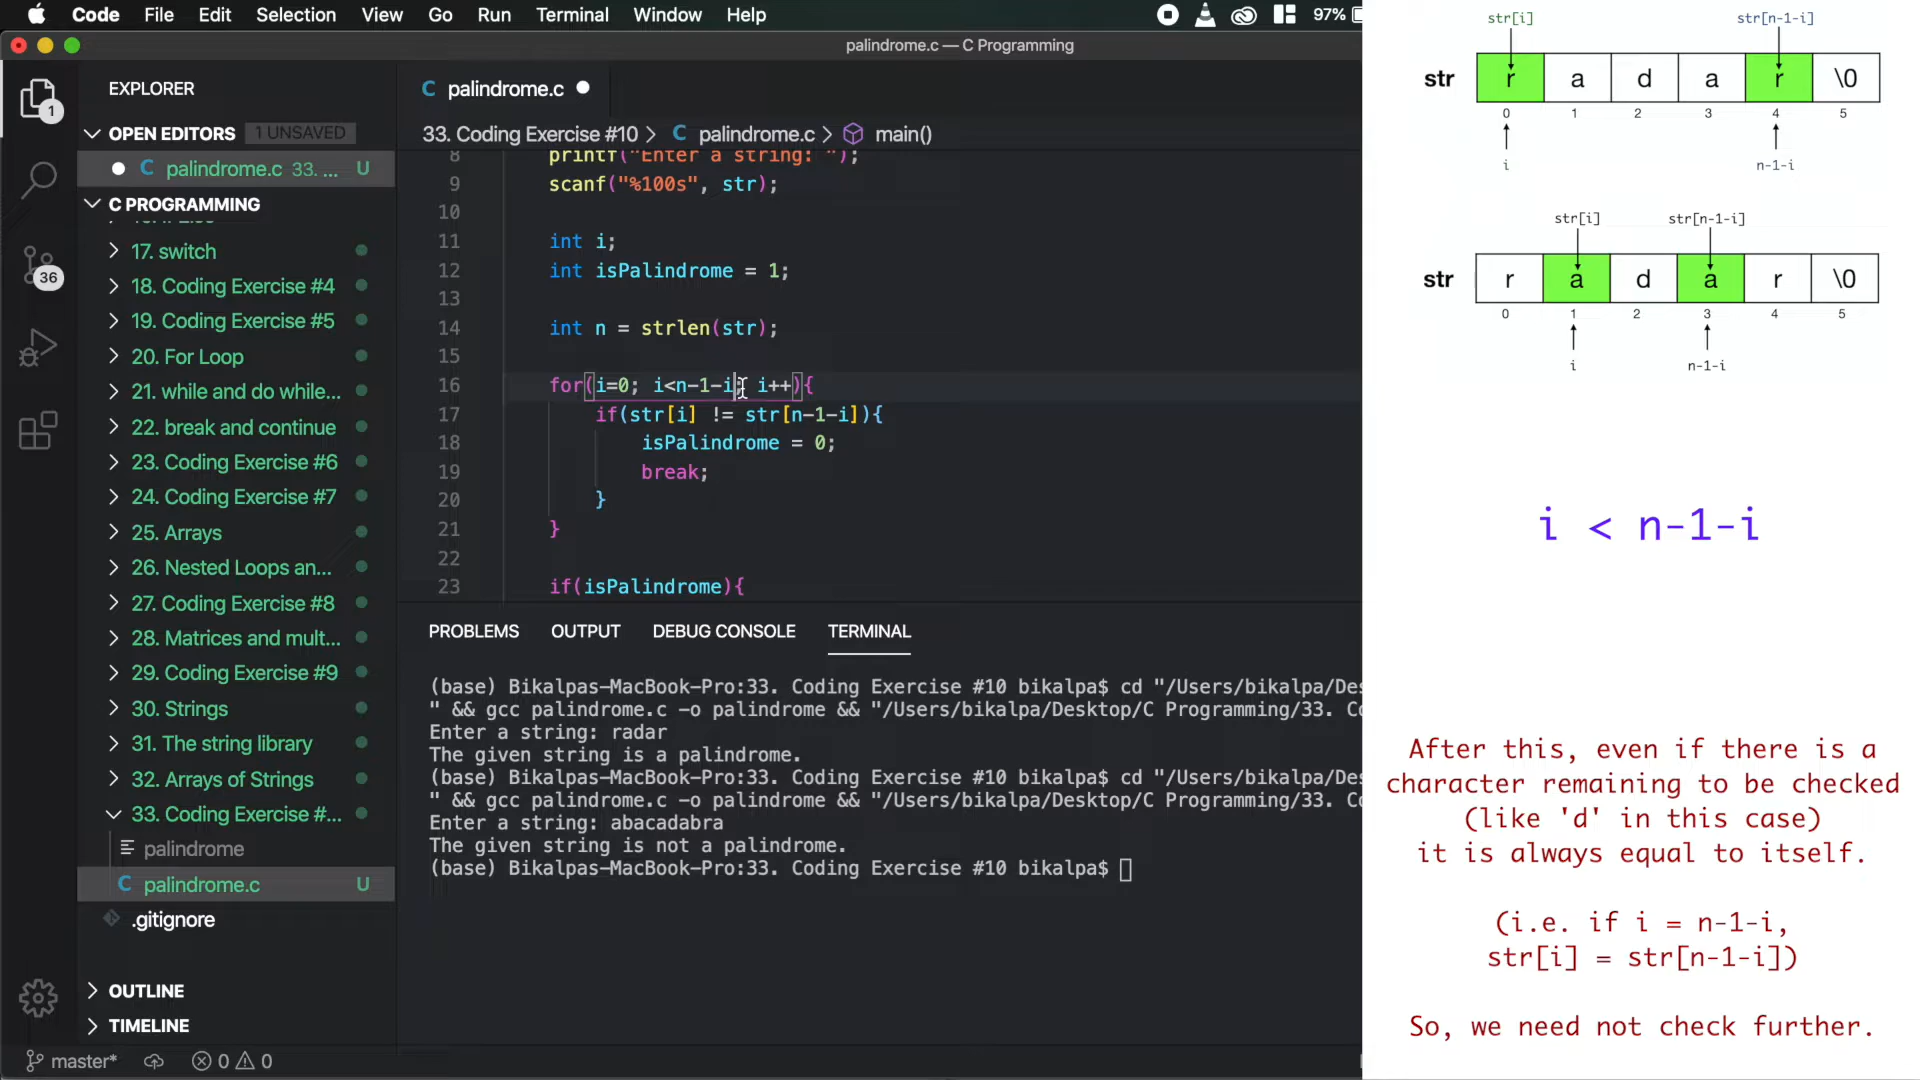 Code File Edit Selection View Go Run Terminal Window Help 97%
palindrome.c — C Programming
EXPLORER
OPEN EDITORS 1 UNSAVED
palindrome.c 33. ... U
C PROGRAMMING
17. switch
18. Coding Exercise #4
19. Coding Exercise #5
20. For Loop
21. while and do while...
22. break and continue
23. Coding Exercise #6
24. Coding Exercise #7
25. Arrays
26. Nested Loops an...
27. Coding Exercise #8
28. Matrices and mult...
29. Coding Exercise #9
30. Strings
31. The string library
32. Arrays of Strings
33. Coding Exercise #...
palindrome
C palindrome.c U
.gitignore
OUTLINE
TIMELINE
master* 0 0
1
36
C palindrome.c
33. Coding Exercise #10 > C palindrome.c > main()
8 printf("Enter a string: ");
9 scanf("%100s", str);
10
11 int i;
12 int isPalindrome = 1;
13
14 int n = strlen(str);
15
16 for(i=0; i<n-1-i; i++){
17 if(str[i] != str[n-1-i]){
18 isPalindrome = 0;
19 break;
20 }
21 }
22
23 if(isPalindrome){
PROBLEMS OUTPUT DEBUG CONSOLE TERMINAL
(base) Bikalpas-MacBook-Pro:33. Coding Exercise #10 bikalpa$ cd "/Users/bikalpa/De
" && gcc palindrome.c -o palindrome && "/Users/bikalpa/Desktop/C Programming/33. C
Enter a string: radar
The given string is a palindrome.
(base) Bikalpas-MacBook-Pro:33. Coding Exercise #10 bikalpa$ cd "/Users/bikalpa/De
" && gcc palindrome.c -o palindrome && "/Users/bikalpa/Desktop/C Programming/33. C
Enter a string: abacadabra
The given string is not a palindrome.
(base) Bikalpas-MacBook-Pro:33. Coding Exercise #10 bikalpa$
str[i] str[n-1-i]
str r a d a r \0
0 1 2 3 4 5
i n-1-i
str[i] str[n-1-i]
str r a d a r \0
0 1 2 3 4 5
i n-1-i
i < n-1-i
After this, even if there is a
character remaining to be checked
(like 'd' in this case)
it is always equal to itself.
(i.e. if i = n-1-i,
str[i] = str[n-1-i])
So, we need not check further.